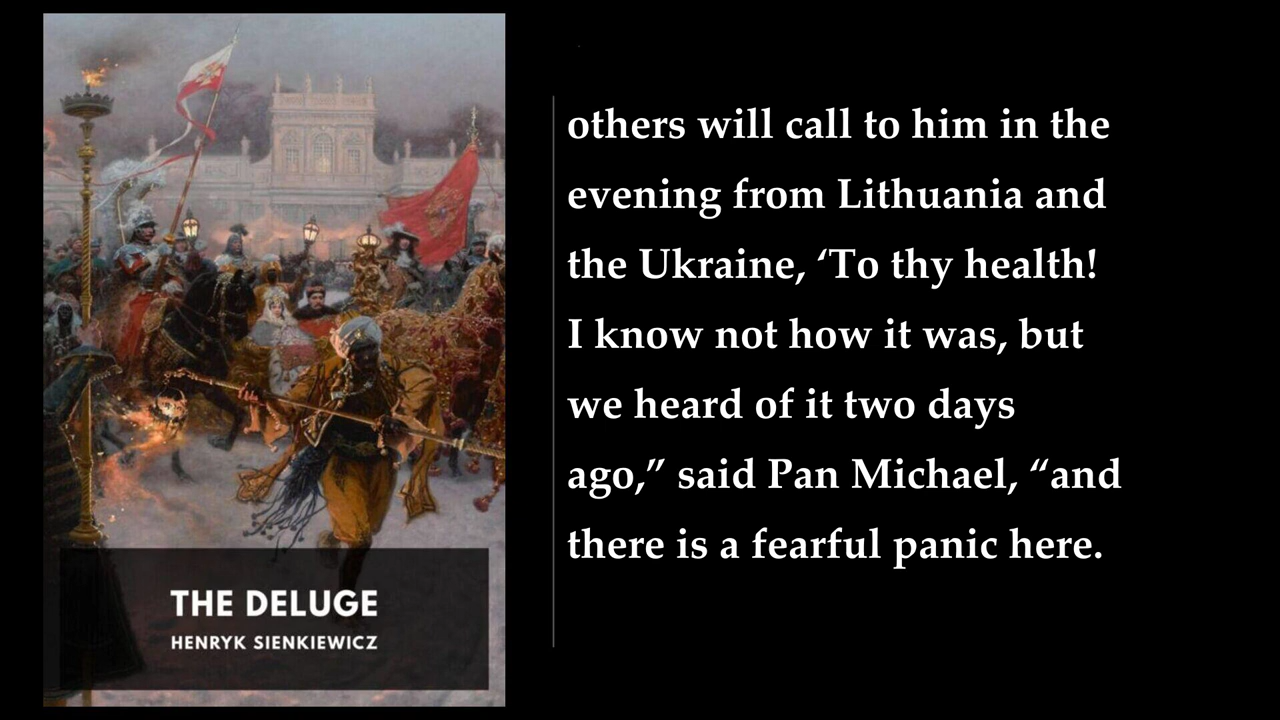 THE DELUGE
HENRYK SIENKIEWICZ
others will call to him in the
evening from Lithuania and
the Ukraine, ‘To thy health!
I know not how it was, but
we heard of it two days
ago,” said Pan Michael, “and
there is a fearful panic here.